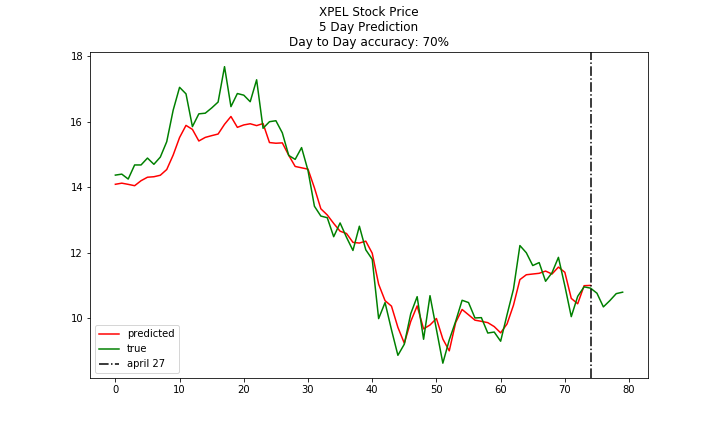 XPEL Stock Price
5 Day Prediction
Day to Day accuracy: 70%
18
16
14
12
10
predicted
true
april 27
0 10 20 30 40 50 60 70 80